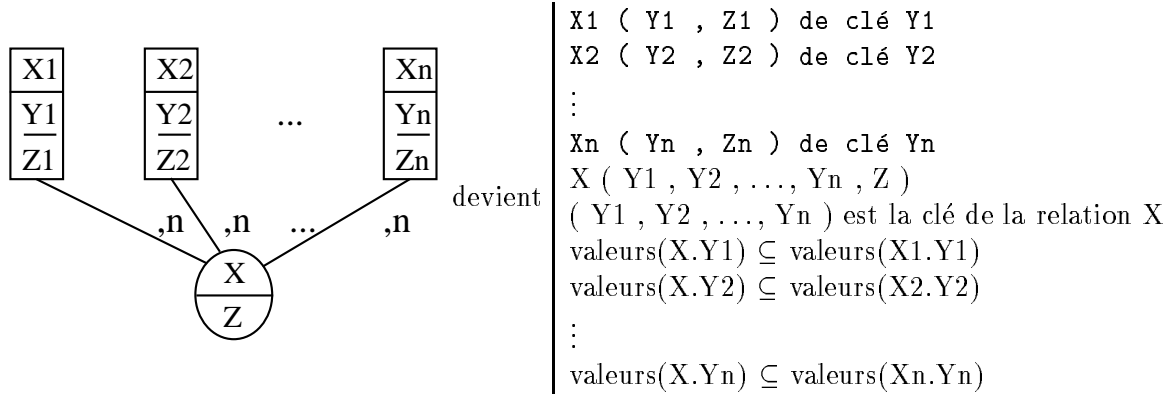 X1 X2 Xn
Y1 Y2 ... Yn
Z1 Z2 Zn
,n ,n ... ,n
X
Z
devient
X1 ( Y1 , Z1 ) de clé Y1
X2 ( Y2 , Z2 ) de clé Y2
⋮
Xn ( Yn , Zn ) de clé Yn
X ( Y1 , Y2 , ..., Yn , Z )
( Y1 , Y2 , ..., Yn ) est la clé de la relation X
valeurs(X.Y1) ⊆ valeurs(X1.Y1)
valeurs(X.Y2) ⊆ valeurs(X2.Y2)
⋮
valeurs(X.Yn) ⊆ valeurs(Xn.Yn)